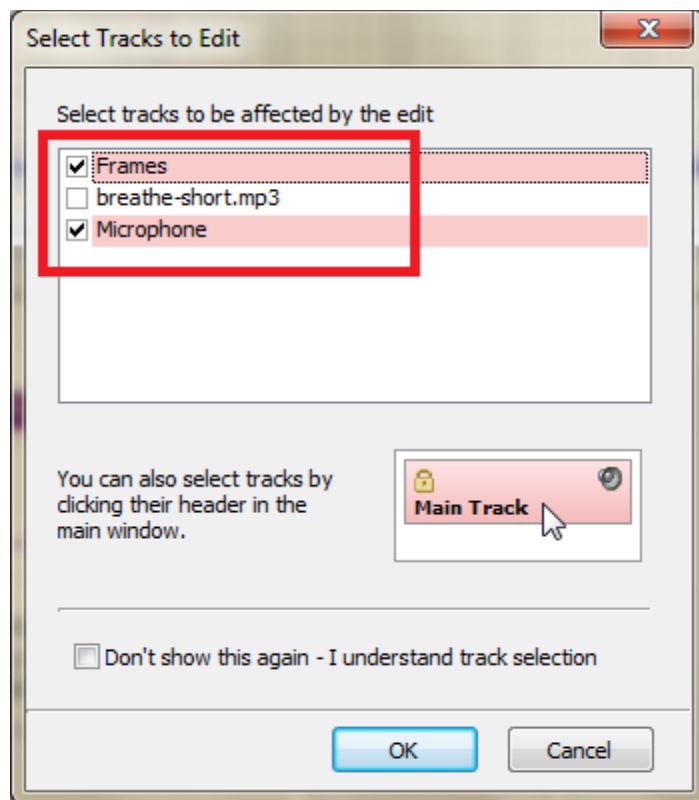 Select Tracks to Edit
Select tracks to be affected by the edit
Frames
breathe-short.mp3
Microphone
You can also select tracks by
clicking their header in the
main window.
Main Track
Don't show this again - I understand track selection
OK
Cancel